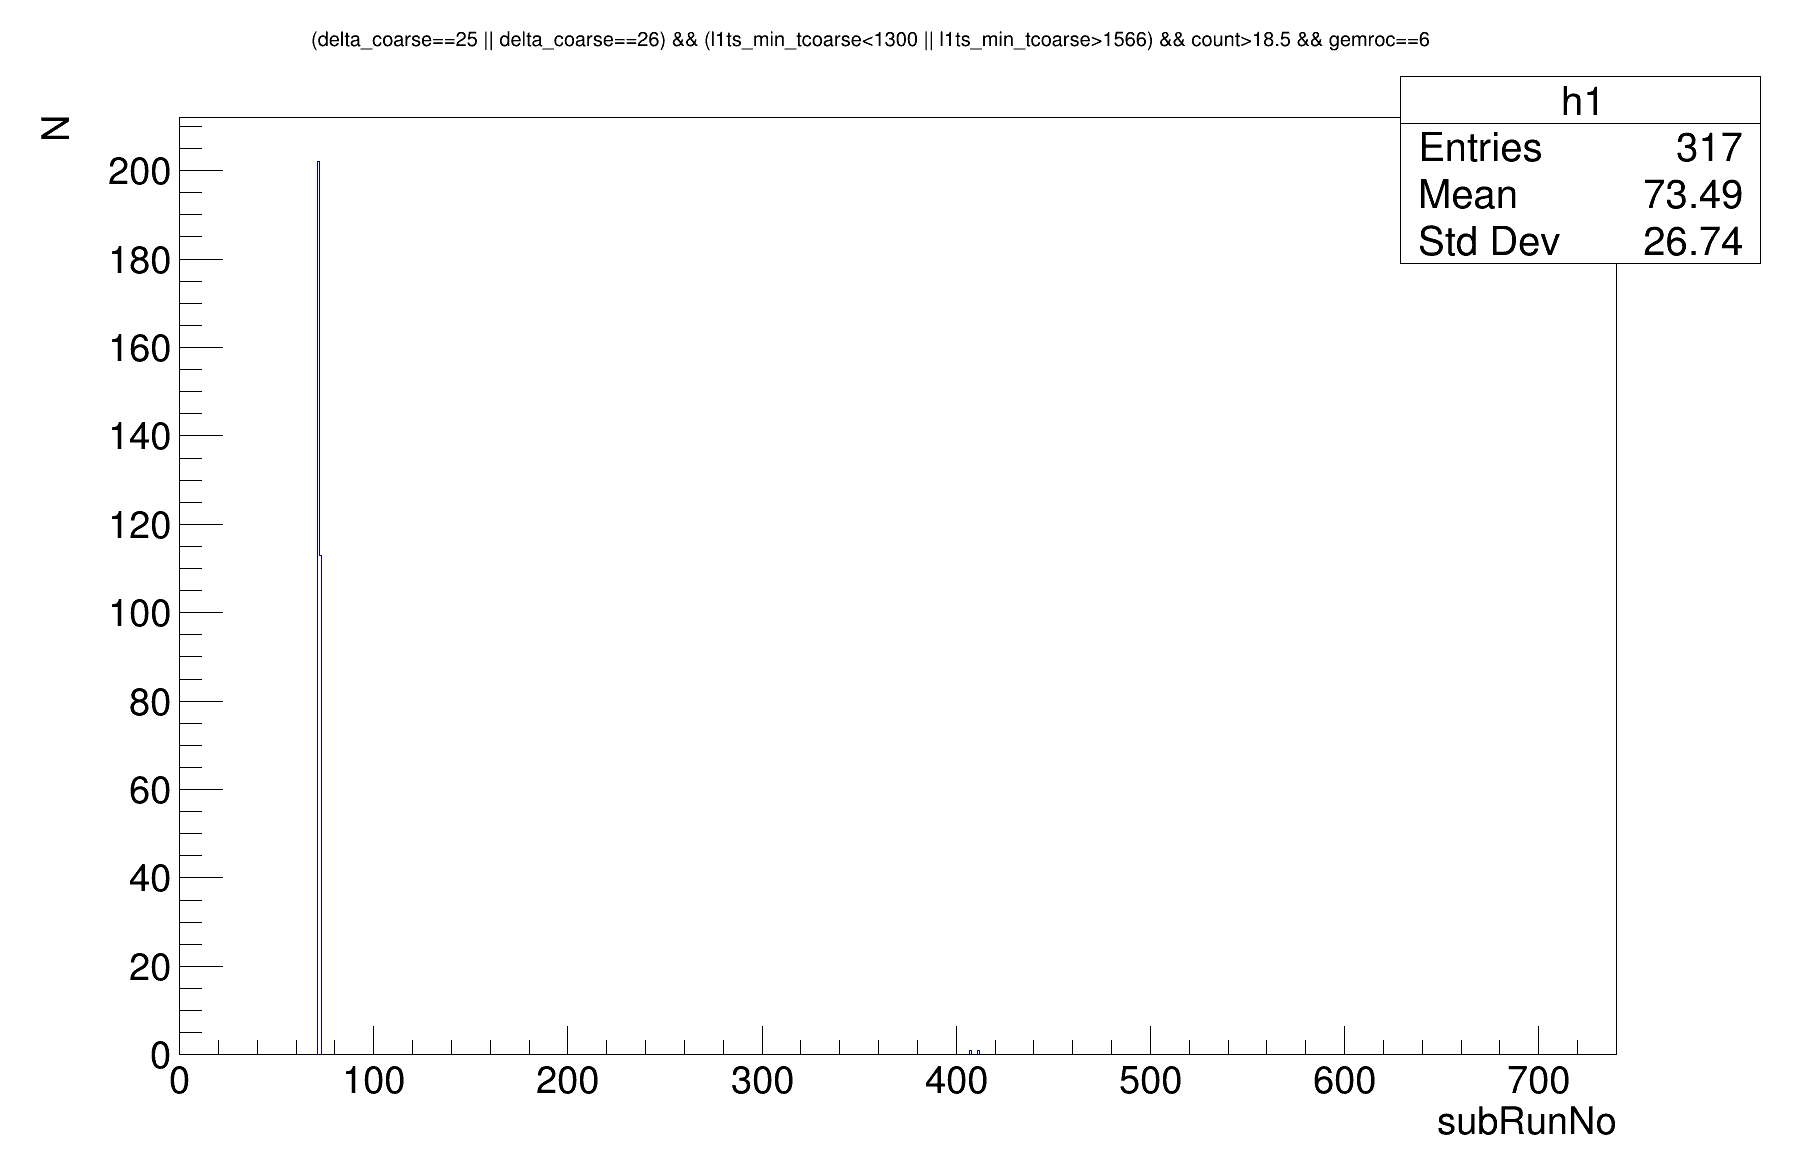 (delta_coarse==25 || delta_coarse==26) && (l1ts_min_tcoarse<1300 || l1ts_min_tcoarse>1566) && count>18.5 && gemroc==6
h1
Entries 317
Mean 73.49
Std Dev 26.74
N
200
180
160
140
120
100
80
60
40
20
0
0 100 200 300 400 500 600 700
subRunNo